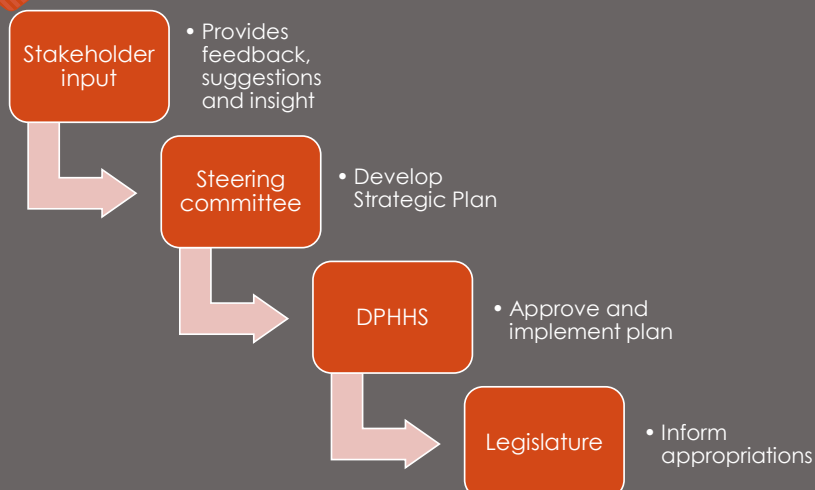 Stakeholder
input
• Provides
feedback,
suggestions
and insight
Steering
committee
• Develop
Strategic Plan
DPHHS
• Approve and
implement plan
Legislature
• Inform
appropriations